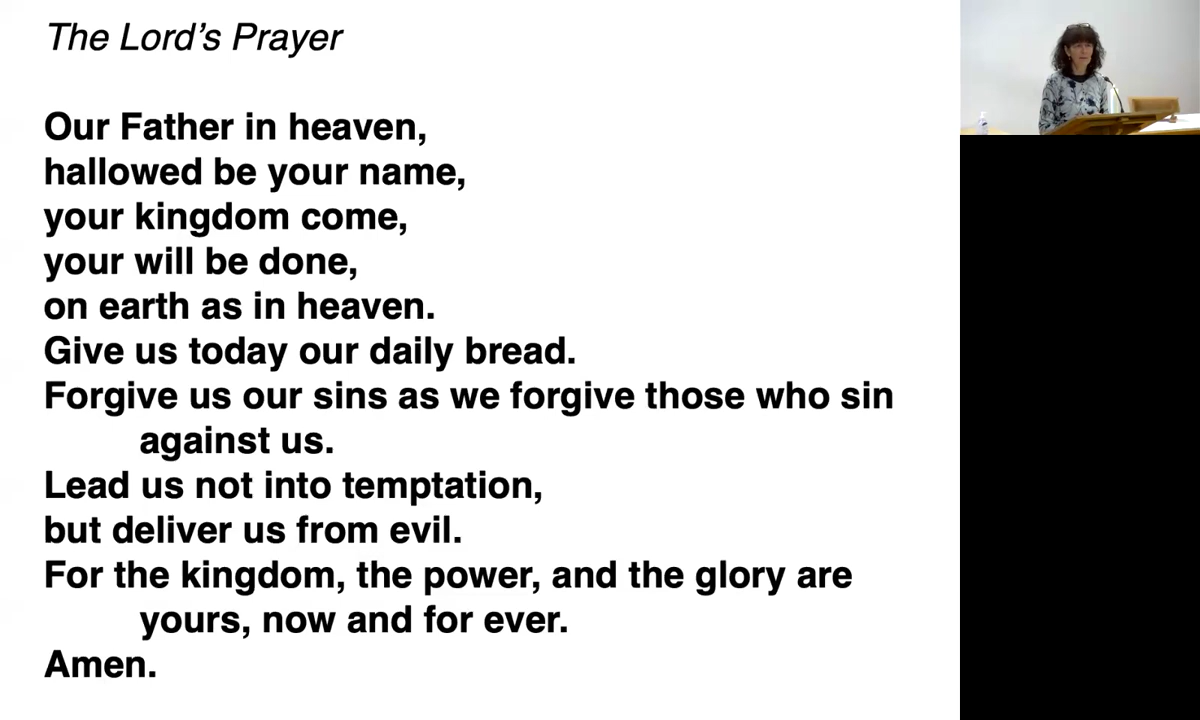 The Lord’s Prayer
Our Father in heaven,
hallowed be your name,
your kingdom come,
your will be done,
on earth as in heaven.
Give us today our daily bread.
Forgive us our sins as we forgive those who sin
against us.
Lead us not into temptation,
but deliver us from evil.
For the kingdom, the power, and the glory are
yours, now and for ever.
Amen.